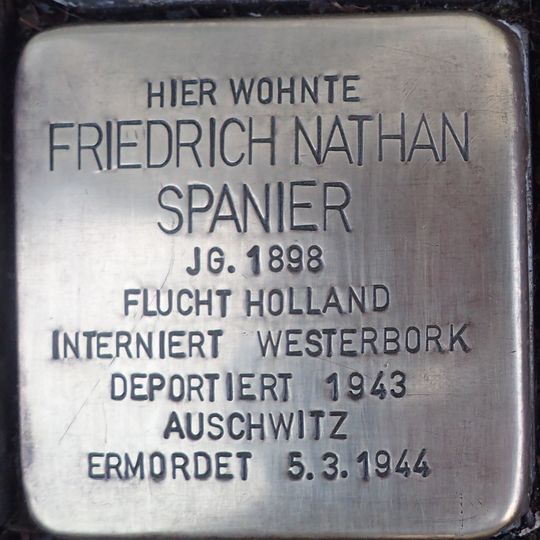 HIER WOHNTE
FRIEDRICH NATHAN
SPANIER
JG. 1898
FLUCHT HOLLAND
INTERNIERT WESTERBORK
DEPORTIERT 1943
AUSCHWITZ
ERMORDET 5.3.1944